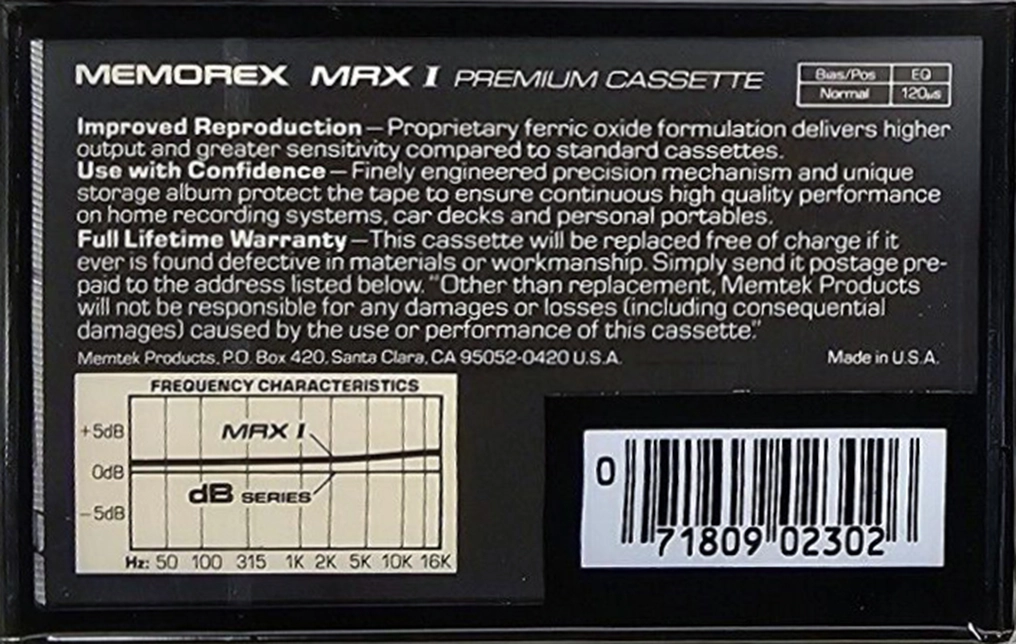 MEMOREX MRX I PREMIUM CASSETTE
Bias/Pos EQ
Normal 120µs
Improved Reproduction — Proprietary ferric oxide formulation delivers higher
output and greater sensitivity compared to standard cassettes.
Use with Confidence — Finely engineered precision mechanism and unique
storage album protect the tape to ensure continuous high quality performance
on home recording systems, car decks and personal portables.
Full Lifetime Warranty — This cassette will be replaced free of charge if it
ever is found defective in materials or workmanship. Simply send it postage pre-
paid to the address listed below. "Other than replacement, Memtek Products
will not be responsible for any damages or losses (including consequential
damages) caused by the use or performance of this cassette."
Memtek Products, P.O. Box 420, Santa Clara, CA 95052-0420 U.S.A. Made in U.S.A.
FREQUENCY CHARACTERISTICS
+5dB
MRX I
0dB
dB SERIES
−5dB
Hz: 50 100 315 1K 2K 5K 10K 16K
0 71809 02302